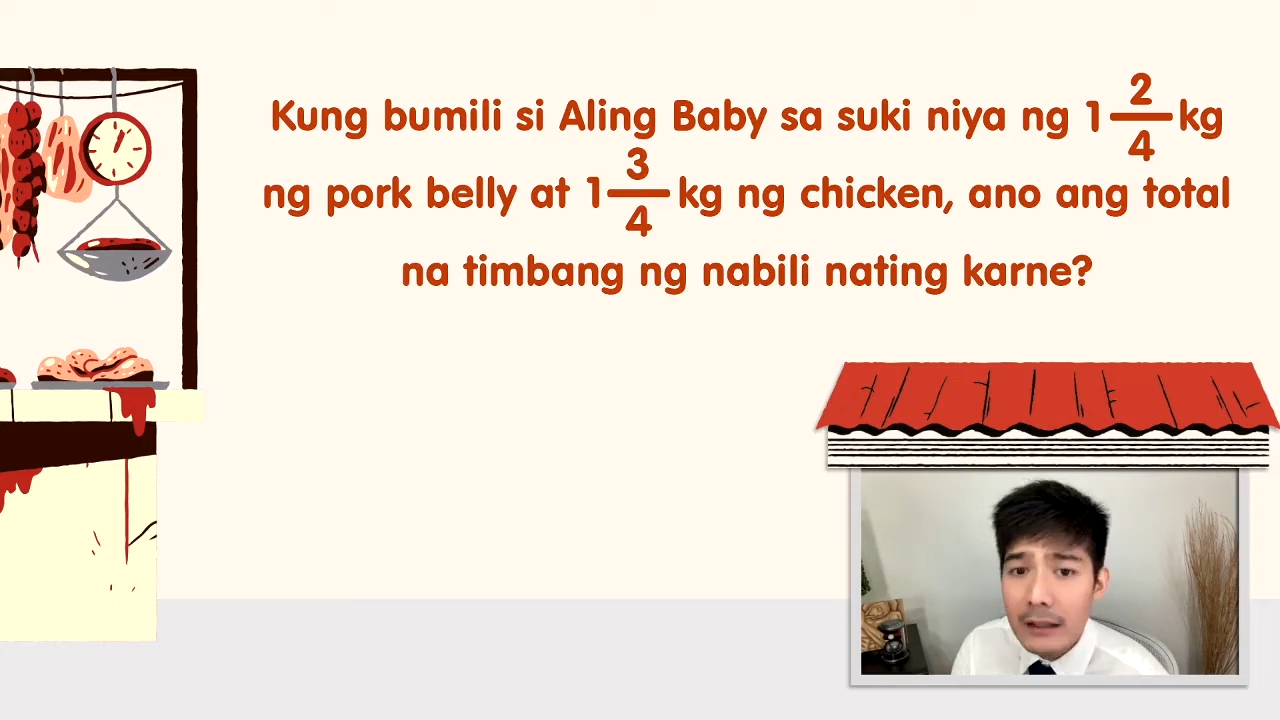 Kung bumili si Aling Baby sa suki niya ng 1 2/4 kg
ng pork belly at 1 3/4 kg ng chicken, ano ang total
na timbang ng nabili nating karne?